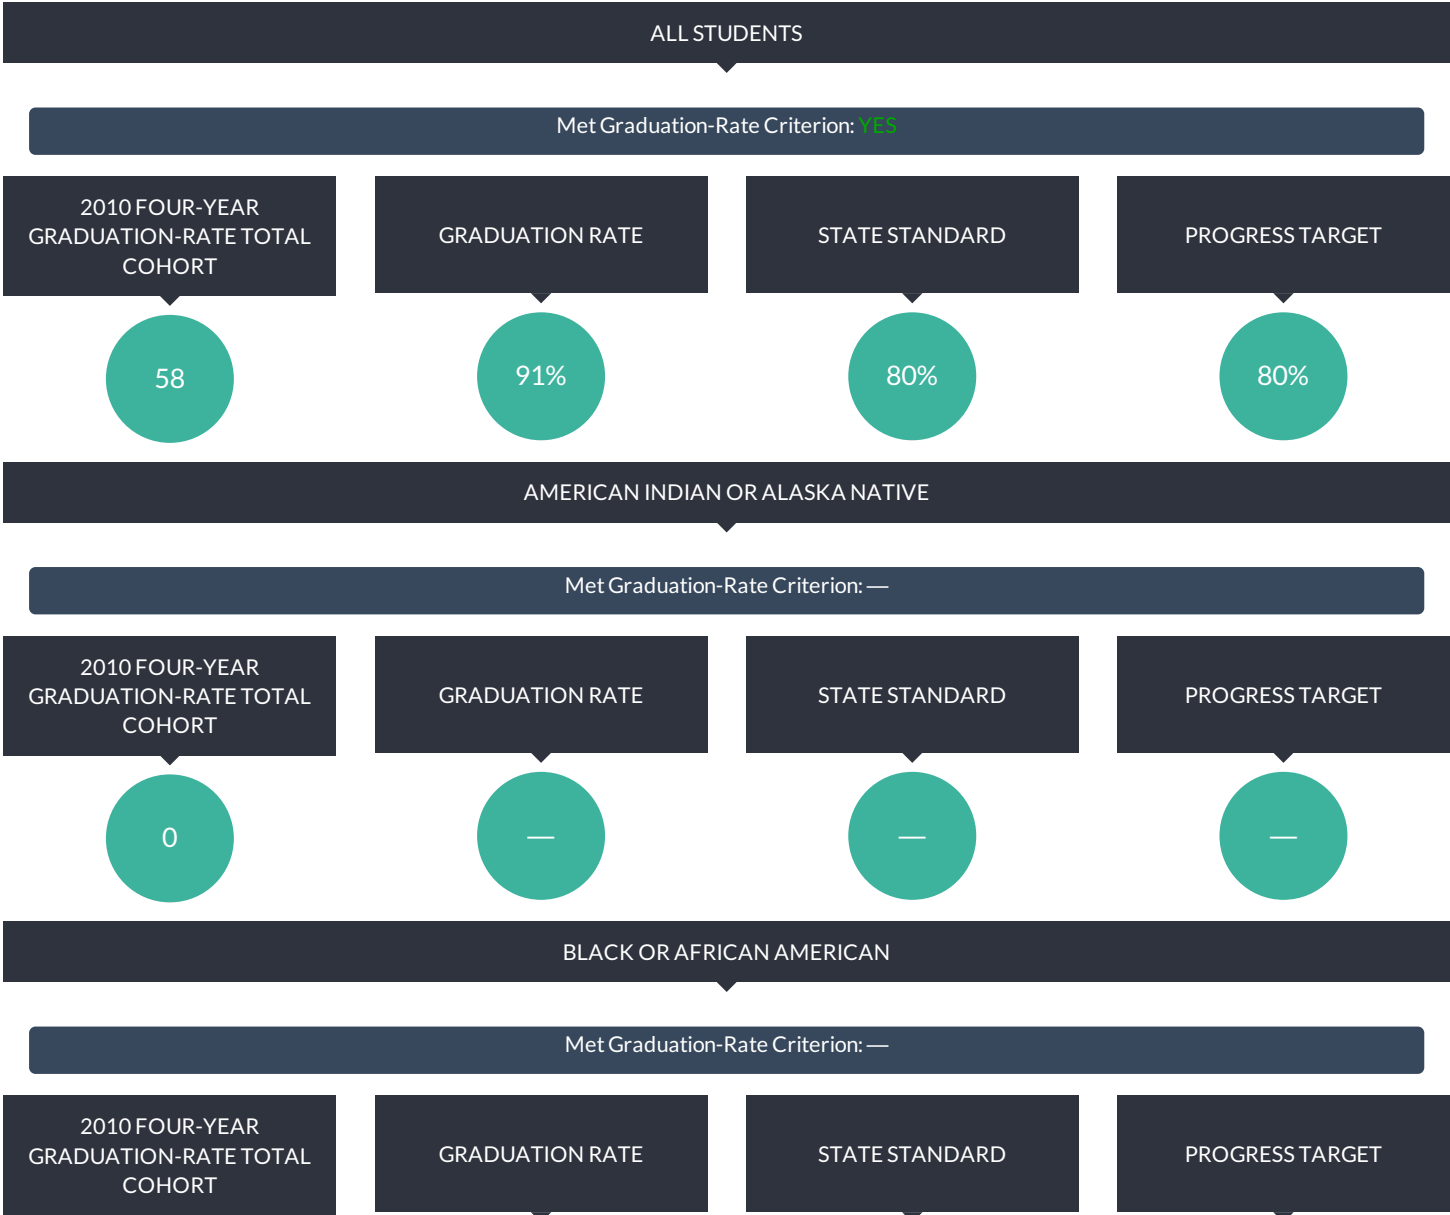 ALL STUDENTS
Met Graduation-Rate Criterion: YES
2010 FOUR-YEAR
GRADUATION-RATE TOTAL
COHORT
GRADUATION RATE
STATE STANDARD
PROGRESS TARGET
58
91%
80%
80%
AMERICAN INDIAN OR ALASKA NATIVE
Met Graduation-Rate Criterion: —
2010 FOUR-YEAR
GRADUATION-RATE TOTAL
COHORT
GRADUATION RATE
STATE STANDARD
PROGRESS TARGET
0
—
—
—
BLACK OR AFRICAN AMERICAN
Met Graduation-Rate Criterion: —
2010 FOUR-YEAR
GRADUATION-RATE TOTAL
COHORT
GRADUATION RATE
STATE STANDARD
PROGRESS TARGET